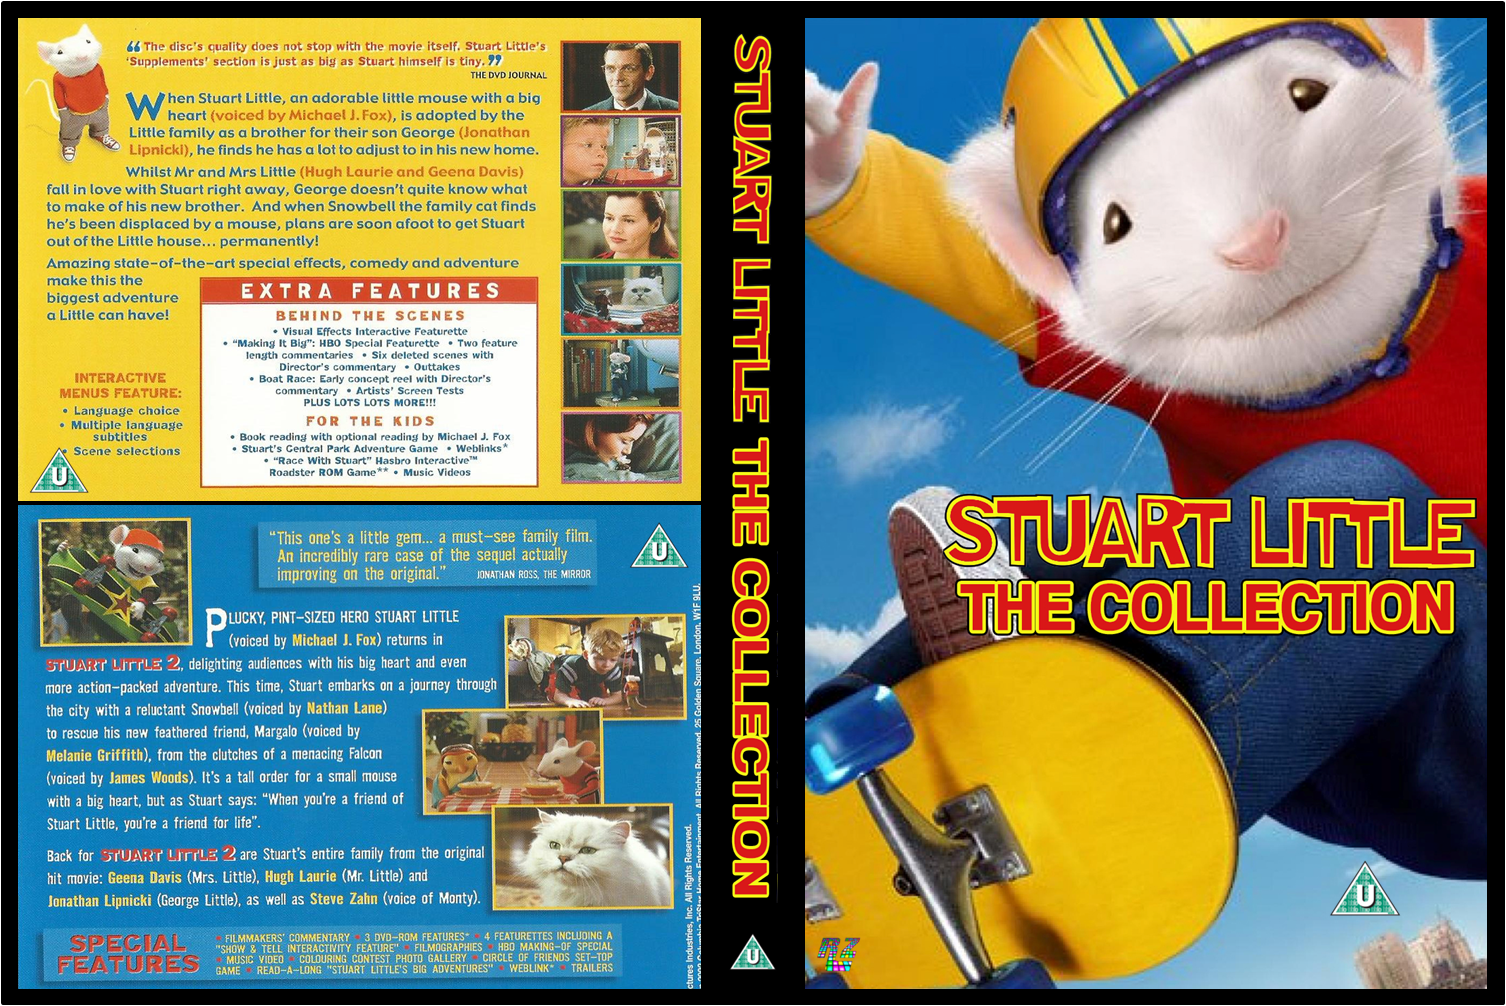 “The disc's quality does not stop with the movie itself. Stuart Little's
‘Supplements’ section is just as big as Stuart himself is tiny.”
THE DVD JOURNAL
When Stuart Little, an adorable little mouse with a big
heart (voiced by Michael J. Fox), is adopted by the
Little family as a brother for their son George (Jonathan
Lipnicki), he finds he has a lot to adjust to in his new home.
Whilst Mr and Mrs Little (Hugh Laurie and Geena Davis)
fall in love with Stuart right away, George doesn't quite know what
to make of his new brother. And when Snowbell the family cat finds
he's been displaced by a mouse, plans are soon afoot to get Stuart
out of the Little house... permanently!
Amazing state-of-the-art special effects, comedy and adventure
make this the
biggest adventure
a Little can have!
INTERACTIVE
MENUS FEATURE:
• Language choice
• Multiple language
subtitles
• Scene selections
U
EXTRA FEATURES
BEHIND THE SCENES
• Visual Effects Interactive Featurette
• “Making It Big”: HBO Special Featurette • Two feature
length commentaries • Six deleted scenes with
Director's commentary • Outtakes
• Boat Race: Early concept reel with Director's
commentary • Artists' Screen Tests
PLUS LOTS LOTS MORE!!!
FOR THE KIDS
• Book reading with optional reading by Michael J. Fox
• Stuart's Central Park Adventure Game • Weblinks*
• “Race With Stuart” Hasbro Interactive™
Roadster ROM Game** • Music Videos
“This one's a little gem... a must-see family film.
An incredibly rare case of the sequel actually
improving on the original.” JONATHAN ROSS, THE MIRROR
U
PLUCKY, PINT-SIZED HERO STUART LITTLE
(voiced by Michael J. Fox) returns in
STUART LITTLE 2, delighting audiences with his big heart and even
more action-packed adventure. This time, Stuart embarks on a journey through
the city with a reluctant Snowbell (voiced by Nathan Lane)
to rescue his new feathered friend, Margalo (voiced by
Melanie Griffith), from the clutches of a menacing Falcon
(voiced by James Woods). It's a tall order for a small mouse
with a big heart, but as Stuart says: “When you're a friend of
Stuart Little, you're a friend for life”.
Back for STUART LITTLE 2 are Stuart's entire family from the original
hit movie: Geena Davis (Mrs. Little), Hugh Laurie (Mr. Little) and
Jonathan Lipnicki (George Little), as well as Steve Zahn (voice of Monty).
SPECIAL
FEATURES
• FILMMAKERS' COMMENTARY • 3 DVD-ROM FEATURES* • 4 FEATURETTES INCLUDING A
"SHOW & TELL INTERACTIVITY FEATURE" • FILMOGRAPHIES • HBO MAKING-OF SPECIAL
• MUSIC VIDEO • COLOURING CONTEST PHOTO GALLERY • CIRCLE OF FRIENDS SET-TOP
GAME • READ-A-LONG "STUART LITTLE'S BIG ADVENTURES" • WEBLINK* • TRAILERS
ctures Industries, Inc. All Rights Reserved.
Home Entertainment. All Rights Reserved. 25 Golden Square, London, W1F 9LU.
STUART LITTLE THE COLLECTION
U
STUART LITTLE
THE COLLECTION
U